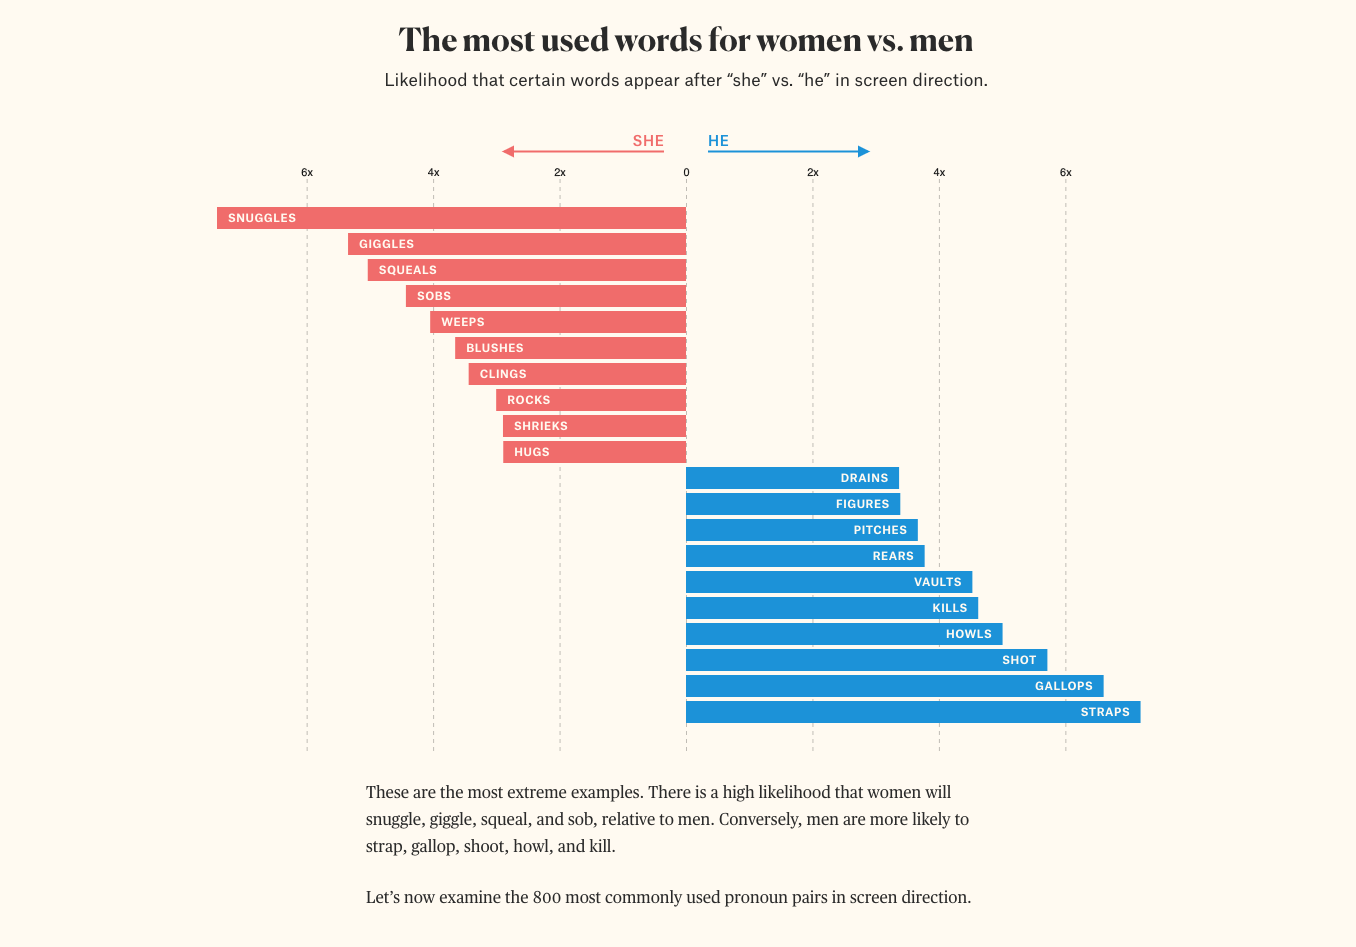 The most used words for women vs. men
Likelihood that certain words appear after “she” vs. “he” in screen direction.
SHE HE
6x 4x 2x 0 2x 4x 6x
SNUGGLES
GIGGLES
SQUEALS
SOBS
WEEPS
BLUSHES
CLINGS
ROCKS
SHRIEKS
HUGS
DRAINS
FIGURES
PITCHES
REARS
VAULTS
KILLS
HOWLS
SHOT
GALLOPS
STRAPS
These are the most extreme examples. There is a high likelihood that women will
snuggle, giggle, squeal, and sob, relative to men. Conversely, men are more likely to
strap, gallop, shoot, howl, and kill.
Let’s now examine the 800 most commonly used pronoun pairs in screen direction.